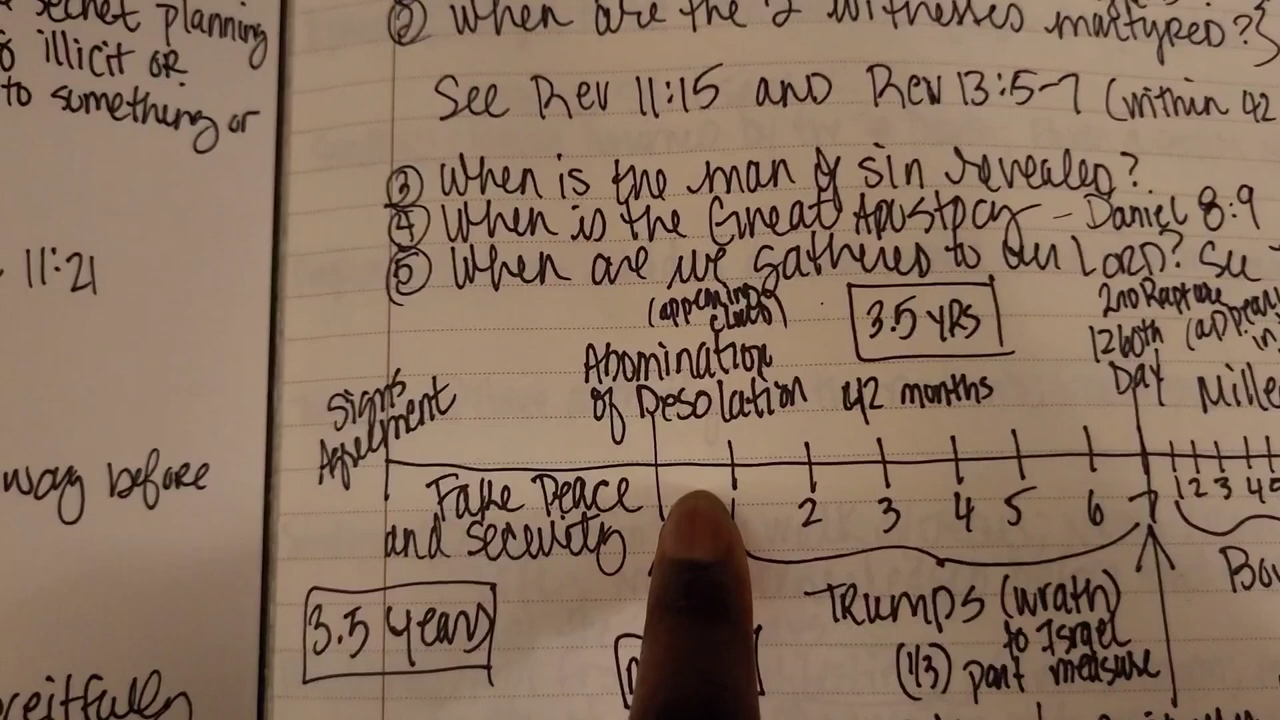 secret planning
illicit OR
to something or
11:21
way before
② When are the 2 witnesses martyred?
See Rev 11:15 and Rev 13:5-7 (within 42
③ When is the man of sin revealed?
④ When is the Great Apostacy - Daniel 8:9
⑤ When are we gathered to our Lord? See
3.5 YRS
2nd Rapture
1260th
Day
Abomination
of Desolation 42 months
Signs
Agreement
Fake Peace
and security
1 2 3 4 5 6 7 1 2 3 4 5
3.5 years
TRUMPS (wrath)
to Israel
(1/3) part measure